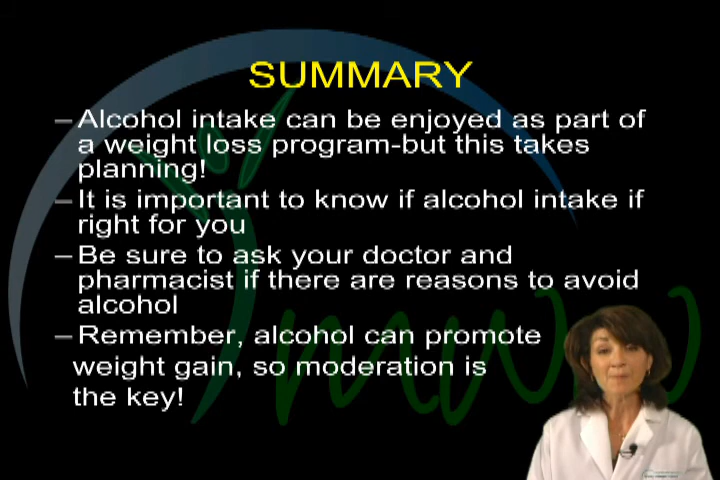 SUMMARY
– Alcohol intake can be enjoyed as part of
a weight loss program-but this takes
planning!
– It is important to know if alcohol intake if
right for you
– Be sure to ask your doctor and
pharmacist if there are reasons to avoid
alcohol
– Remember, alcohol can promote
weight gain, so moderation is
the key!